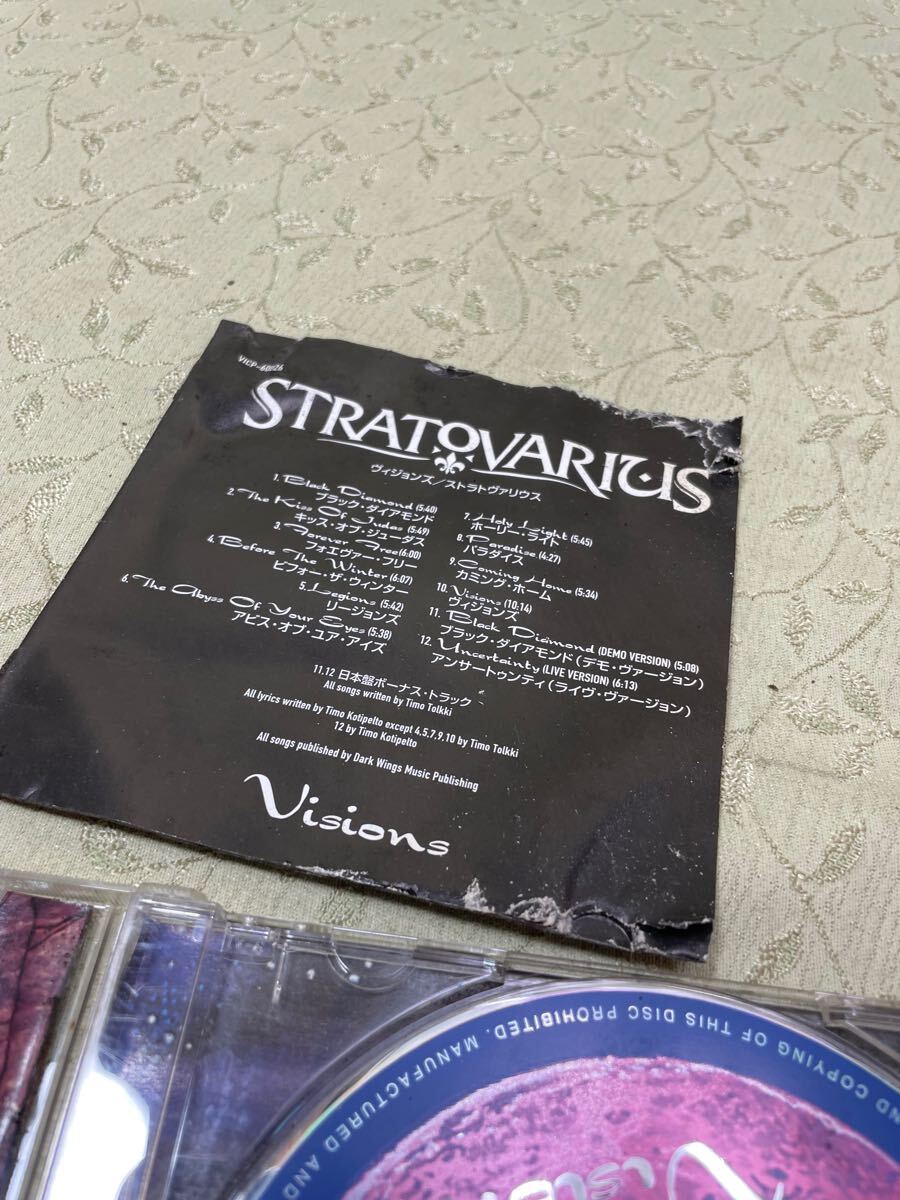 VICP-60026
STRATOVARIUS
ヴィジョンズ／ストラトヴァリウス
1. Black Diamond (5:40)
ブラック・ダイアモンド
2. The Kiss Of Judas (5:49)
キッス・オブ・ジューダス
3. Forever Free (6:00)
フォエヴァー・フリー
4. Before The Winter (6:07)
ビフォー・ザ・ウィンター
5. Legions (5:42)
リージョンズ
6. The Abyss Of Your Eyes (5:38)
アビス・オブ・ユア・アイズ
7. Holy Light (5:45)
ホーリー・ライト
8. Paradise (4:27)
パラダイス
9. Coming Home (5:34)
カミング・ホーム
10. Visions (10:14)
ヴィジョンズ
11. Black Diamond (DEMO VERSION) (5:08)
ブラック・ダイアモンド(デモ・ヴァージョン)
12. Uncertainty (LIVE VERSION) (6:13)
アンサートゥンティ(ライヴ・ヴァージョン)
11.12 日本盤ボーナス・トラック
All songs written by Timo Tolkki
All lyrics written by Timo Kotipelto except 4.5.7.9.10 by Timo Tolkki
12 by Timo Kotipelto
All songs published by Dark Wings Music Publishing
Visions
COPYING OF THIS DISC PROHIBITED. MANUFACTURED AND